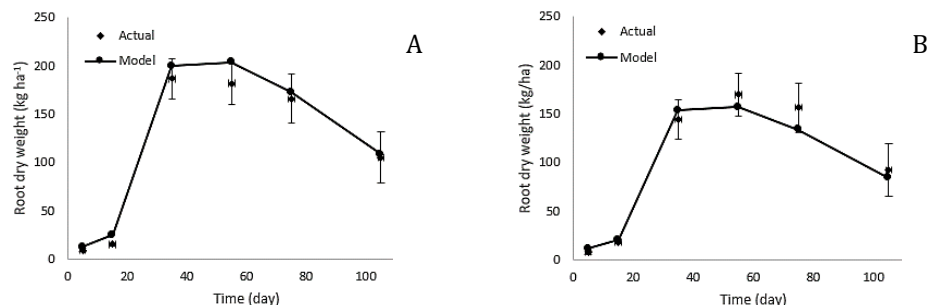 250
200
150
100
50
0
Root dry weight (kg ha⁻¹)
Actual
Model
A
0 20 40 60 80 100
Time (day)
250
200
150
100
50
0
Root dry weight (kg/ha)
Actual
Model
B
0 20 40 60 80 100
Time (day)